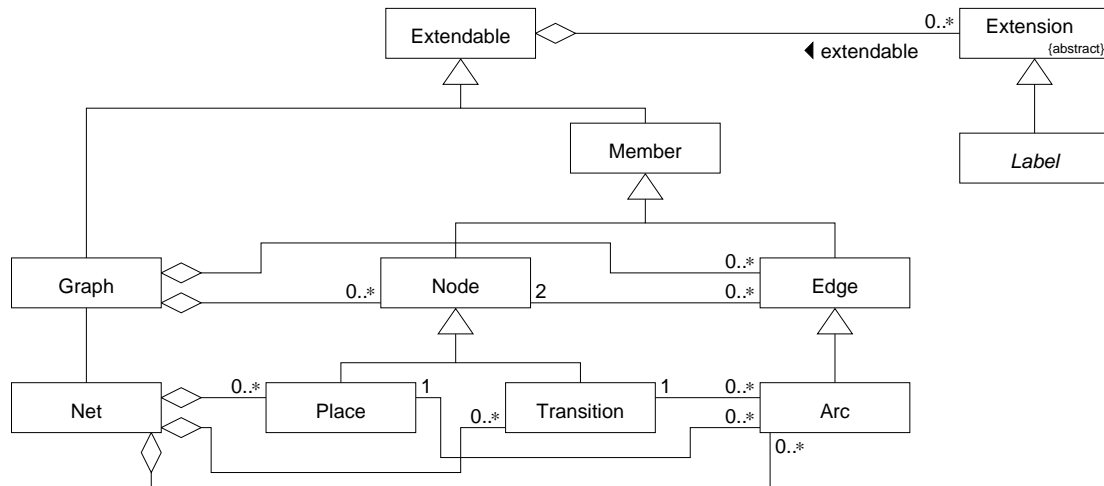 Extendable
0..*
Extension
{abstract}
◀ extendable
Member
Label
Graph
0..*
Node
2
0..*
0..*
Edge
Net
0..*
Place
1
0..*
Transition
1
0..*
0..*
Arc
0..*